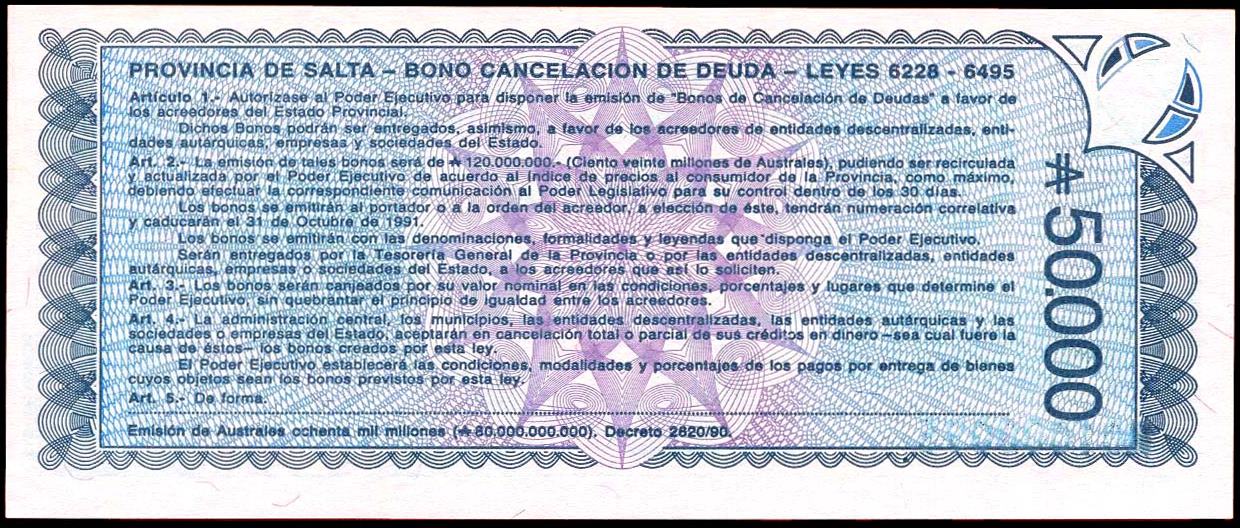 PROVINCIA DE SALTA – BONO CANCELACION DE DEUDA – LEYES 6228 - 6495
Artículo 1.- Autorízase al Poder Ejecutivo para disponer la emisión de "Bonos de Cancelación de Deudas" a favor de
los acreedores del Estado Provincial.
Dichos Bonos podrán ser entregados, asimismo, a favor de los acreedores de entidades descentralizadas, enti-
dades autárquicas, empresas y sociedades del Estado.
Art. 2.- La emisión de tales bonos será de ₳ 120.000.000.- (Ciento veinte millones de Australes), pudiendo ser recirculada
y actualizada por el Poder Ejecutivo de acuerdo al índice de precios al consumidor de la Provincia, como máximo,
debiendo efectuar la correspondiente comunicación al Poder Legislativo para su control dentro de los 30 días.
Los bonos se emitirán al portador o a la orden del acreedor, a elección de éste, tendrán numeración correlativa
y caducarán el 31 de Octubre de 1991.
Los bonos se emitirán con las denominaciones, formalidades y leyendas que disponga el Poder Ejecutivo.
Serán entregados por la Tesorería General de la Provincia o por las entidades descentralizadas, entidades
autárquicas, empresas o sociedades del Estado, a los acreedores que así lo soliciten.
Art. 3.- Los bonos serán canjeados por su valor nominal en las condiciones, porcentajes y lugares que determine el
Poder Ejecutivo, sin quebrantar el principio de igualdad entre los acreedores.
Art. 4.- La administración central, los municipios, las entidades descentralizadas, las entidades autárquicas y las
sociedades o empresas del Estado, aceptarán en cancelación total o parcial de sus créditos en dinero –sea cual fuere la
causa de éstos– los bonos creados por esta ley.
El Poder Ejecutivo establecerá las condiciones, modalidades y porcentajes de los pagos por entrega de bienes
cuyos objetos sean los bonos previstos por esta ley.
Art. 5.- De forma.
Emisión de Australes ochenta mil millones (₳ 80.000.000.000). Decreto 2620/90.
₳ 50.000